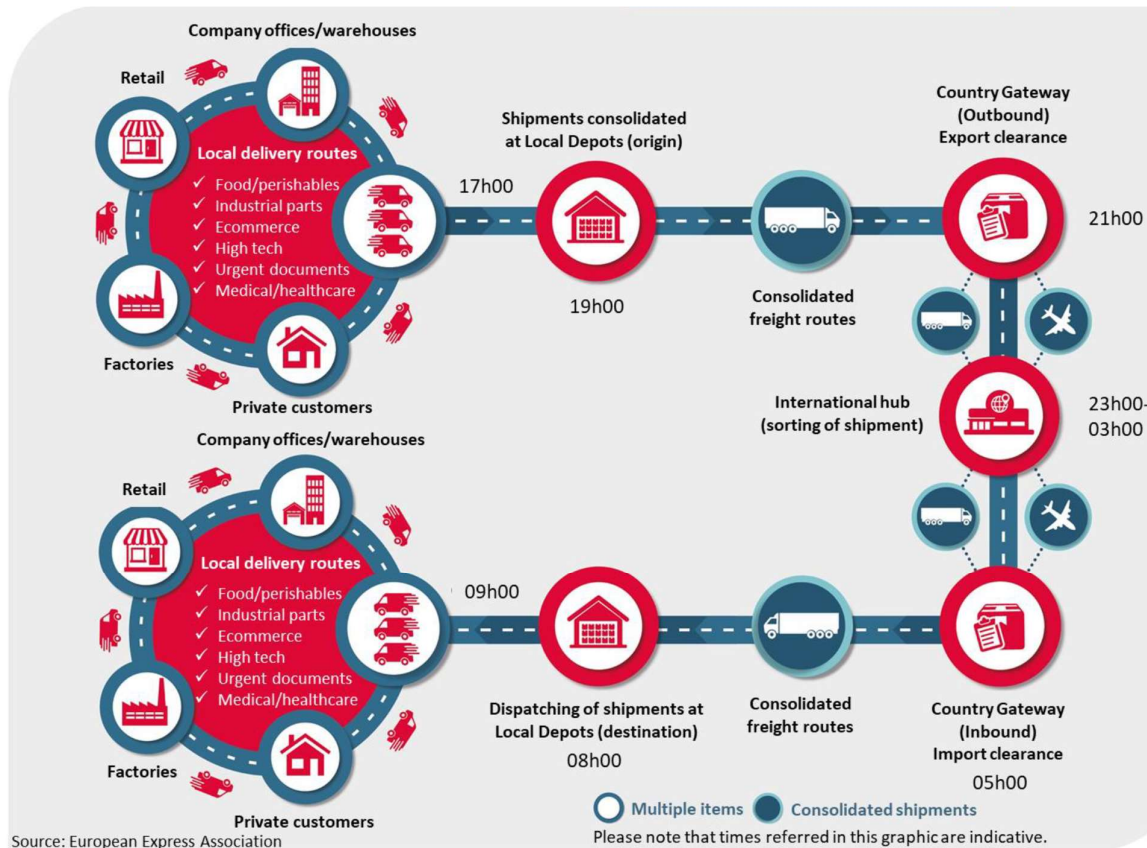 Company offices/warehouses
Retail
Local delivery routes
✓ Food/perishables
✓ Industrial parts
✓ Ecommerce
✓ High tech
✓ Urgent documents
✓ Medical/healthcare
Factories
Private customers
17h00
Shipments consolidated
at Local Depots (origin)
19h00
Consolidated
freight routes
Country Gateway
(Outbound)
Export clearance
21h00
International hub
(sorting of shipment)
23h00-
03h00
Company offices/warehouses
Retail
Local delivery routes
✓ Food/perishables
✓ Industrial parts
✓ Ecommerce
✓ High tech
✓ Urgent documents
✓ Medical/healthcare
Factories
Private customers
09h00
Dispatching of shipments at
Local Depots (destination)
08h00
Consolidated
freight routes
Country Gateway
(Inbound)
Import clearance
05h00
Multiple items
Consolidated shipments
Please note that times referred in this graphic are indicative.
Source: European Express Association